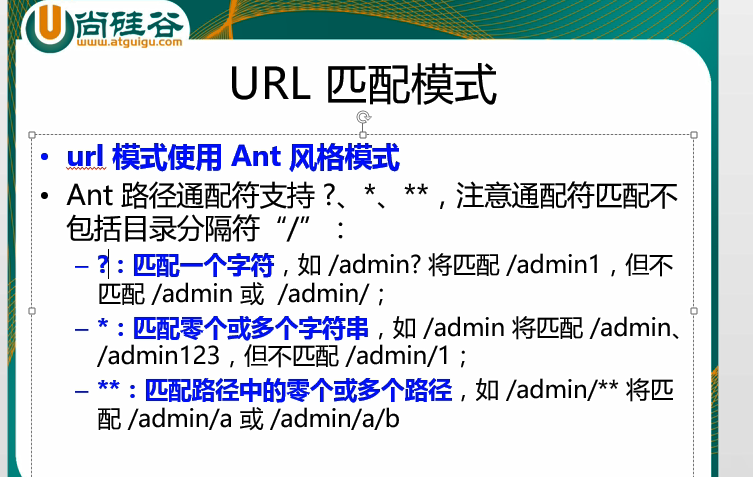 尚硅谷
www.atguigu.com
URL 匹配模式
• url 模式使用 Ant 风格模式
• Ant 路径通配符支持 ?、*、**，注意通配符匹配不
包括目录分隔符“/”：
– ?：匹配一个字符，如 /admin? 将匹配 /admin1，但不
匹配 /admin 或 /admin/；
– *：匹配零个或多个字符串，如 /admin 将匹配 /admin、
/admin123，但不匹配 /admin/1；
– **：匹配路径中的零个或多个路径，如 /admin/** 将匹
配 /admin/a 或 /admin/a/b